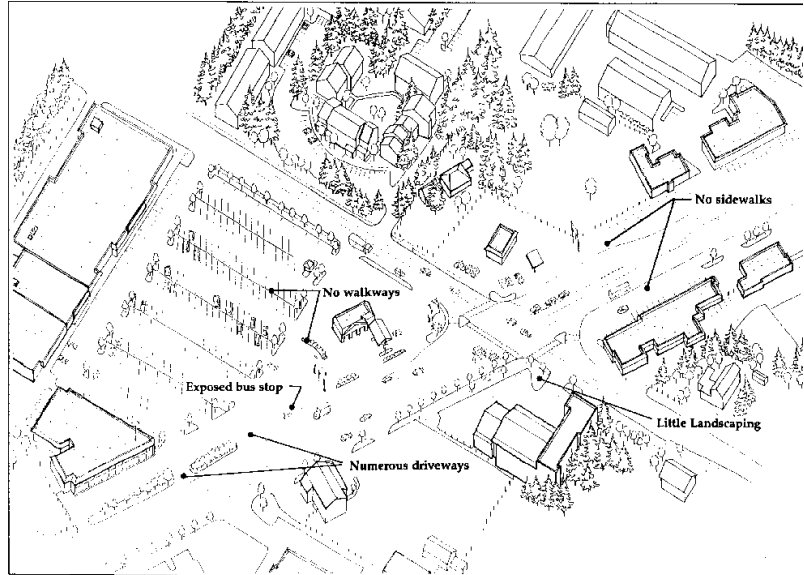 No sidewalks
No walkways
Exposed bus stop
Little Landscaping
Numerous driveways